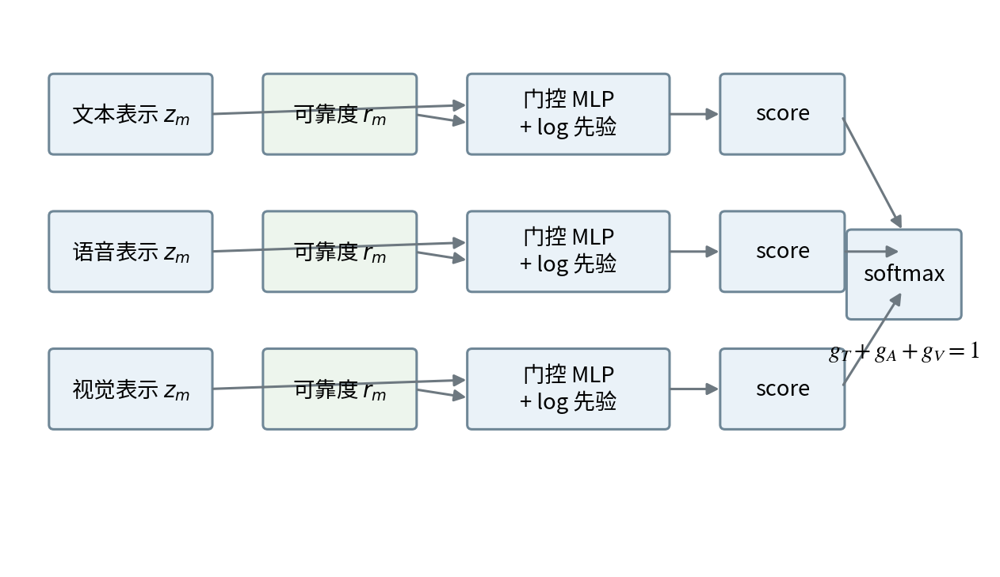 文本表示 z_m
可靠度 r_m
门控 MLP
+ log 先验
score
语音表示 z_m
可靠度 r_m
门控 MLP
+ log 先验
score
softmax
视觉表示 z_m
可靠度 r_m
门控 MLP
+ log 先验
score
g_T + g_A + g_V = 1